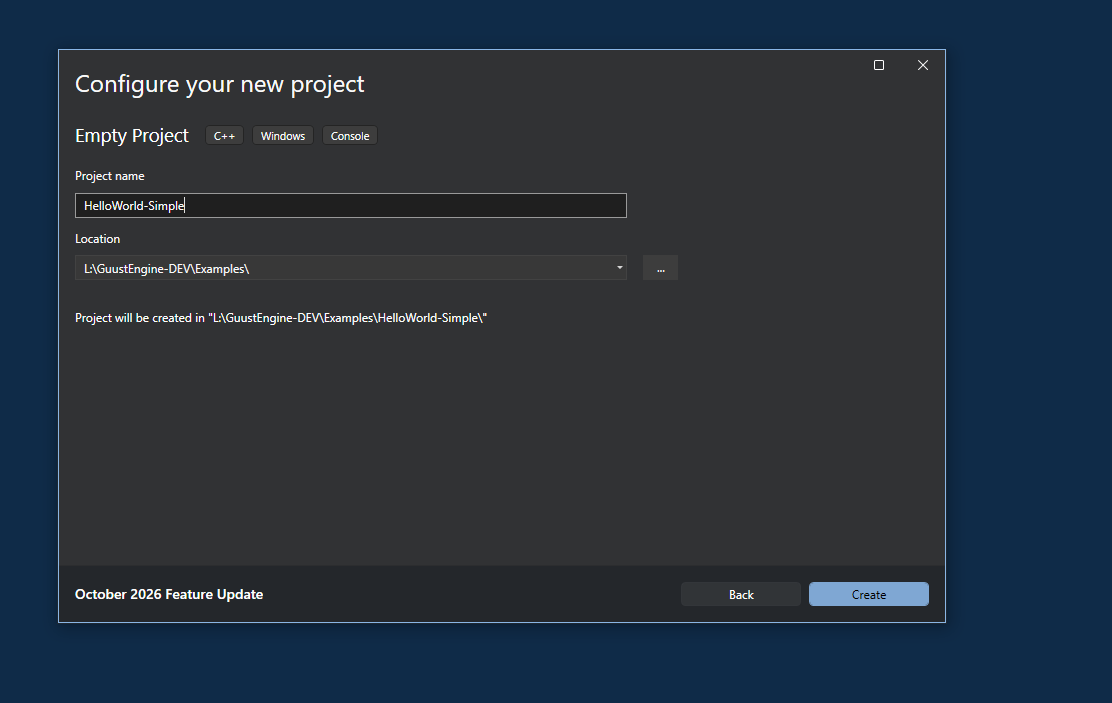 Configure your new project
Empty Project C++ Windows Console
Project name
HelloWorld-Simple
Location
L:\GuustEngine-DEV\Examples\ ...
Project will be created in "L:\GuustEngine-DEV\Examples\HelloWorld-Simple\"
October 2026 Feature Update Back Create